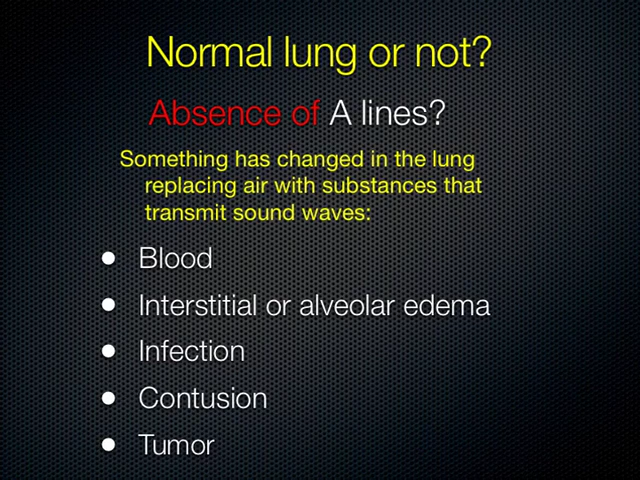 Normal lung or not?
Absence of A lines?
Something has changed in the lung
replacing air with substances that
transmit sound waves:
• Blood
• Interstitial or alveolar edema
• Infection
• Contusion
• Tumor